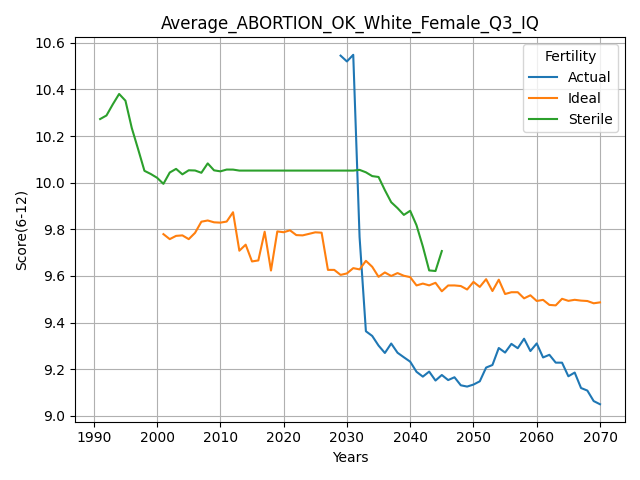 Average_ABORTION_OK_White_Female_Q3_IQ
Fertility
Actual
Ideal
Sterile
Score(6-12)
10.6
10.4
10.2
10.0
9.8
9.6
9.4
9.2
9.0
1990 2000 2010 2020 2030 2040 2050 2060 2070
Years